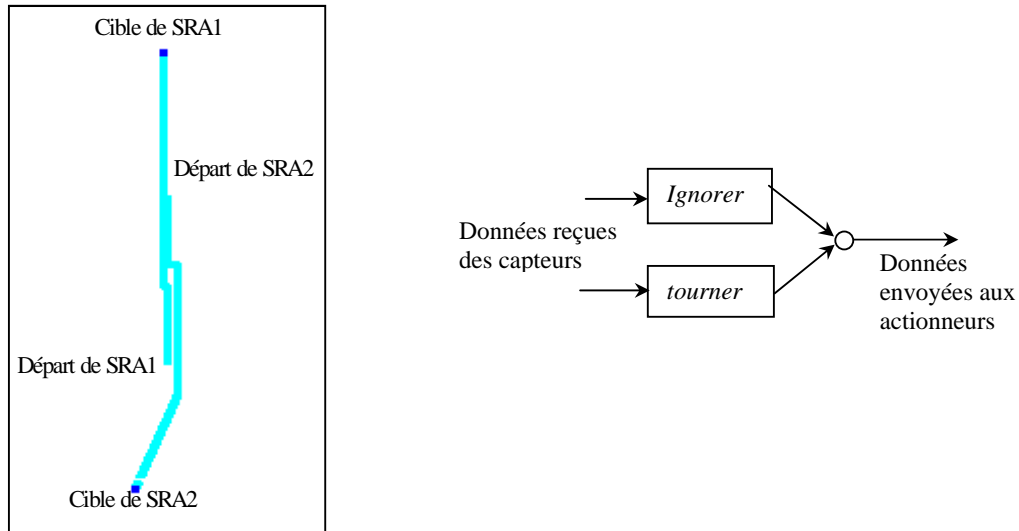 Cible de SRA1
Départ de SRA2
Départ de SRA1
Cible de SRA2
Ignorer
Données reçues
des capteurs
tourner
Données
envoyées aux
actionneurs